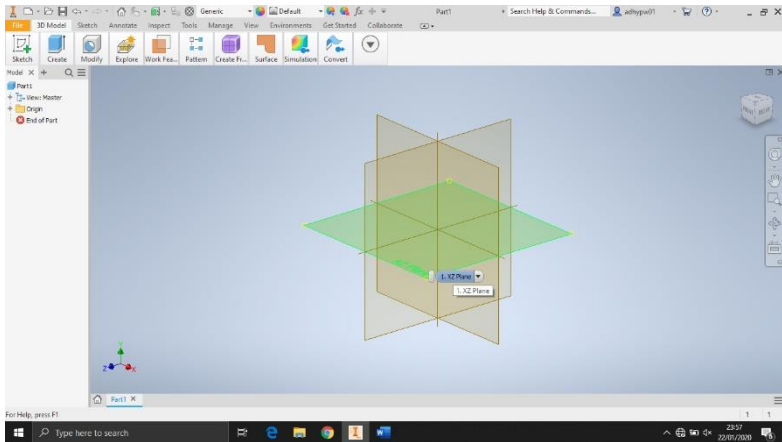 Generic
Default
Part1
Search Help & Commands...
adhypw01
File 3D Model Sketch Annotate Inspect Tools Manage View Environments Get Started Collaborate
Sketch Create Modify Explore Work Fea... Pattern Create Fr... Surface Simulation Convert
Model
Part1
View: Master
Origin
End of Part
1. XZ Plane
1. XZ Plane
Y
Z X
Part1
For Help, press F1
1 1
Type here to search
23:57
22/01/2020